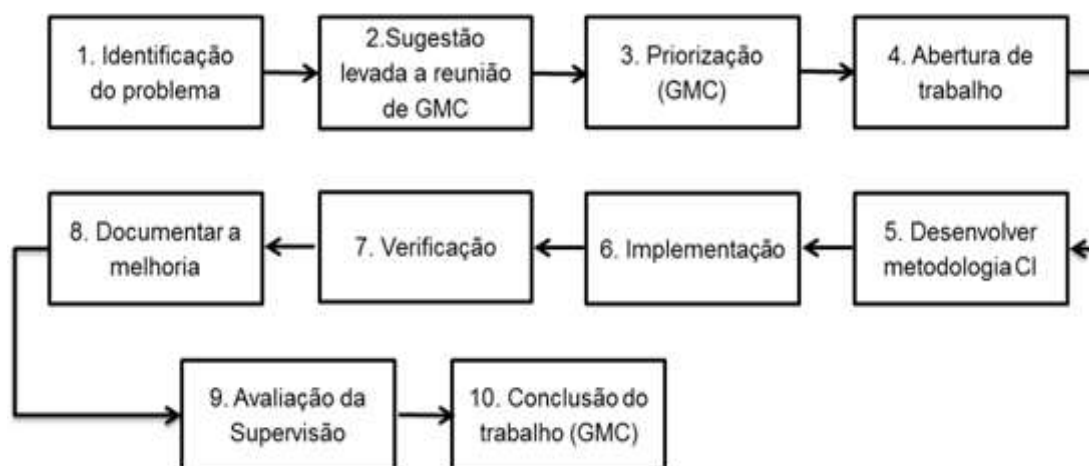 1. Identificação
do problema
2.Sugestão
levada a reunião
de GMC
3. Priorização
(GMC)
4. Abertura de
trabalho
5. Desenvolver
metodologia CI
6. Implementação
7. Verificação
8. Documentar a
melhoria
9. Avaliação da
Supervisão
10. Conclusão do
trabalho (GMC)